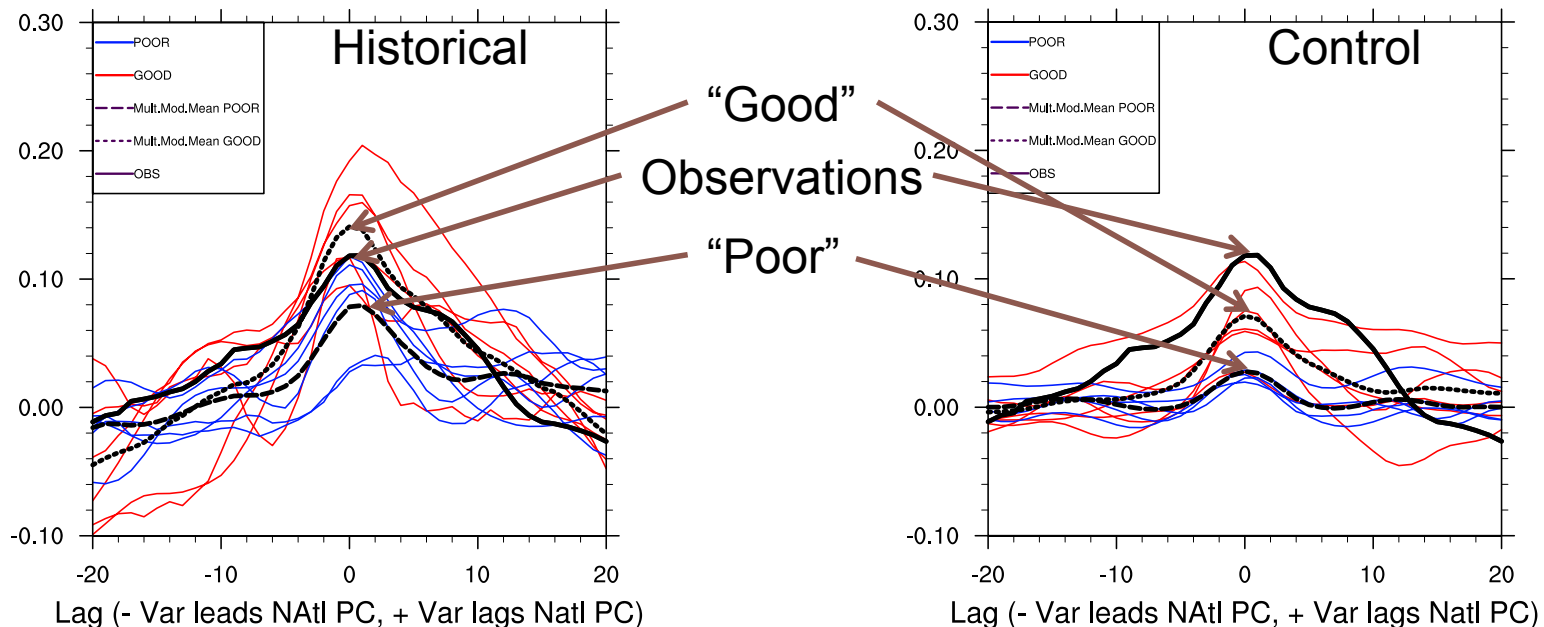 Historical
0.30
0.20
0.10
0.00
-0.10
POOR
GOOD
Mult.Mod.Mean POOR
Mult.Mod.Mean GOOD
OBS
-20
-10
0
10
20
Lag (- Var leads NAtl PC, + Var lags Natl PC)
“Good”
Observations
“Poor”
Control
0.30
0.20
0.10
0.00
-0.10
POOR
GOOD
Mult.Mod.Mean POOR
Mult.Mod.Mean GOOD
OBS
-20
-10
0
10
20
Lag (- Var leads NAtl PC, + Var lags Natl PC)